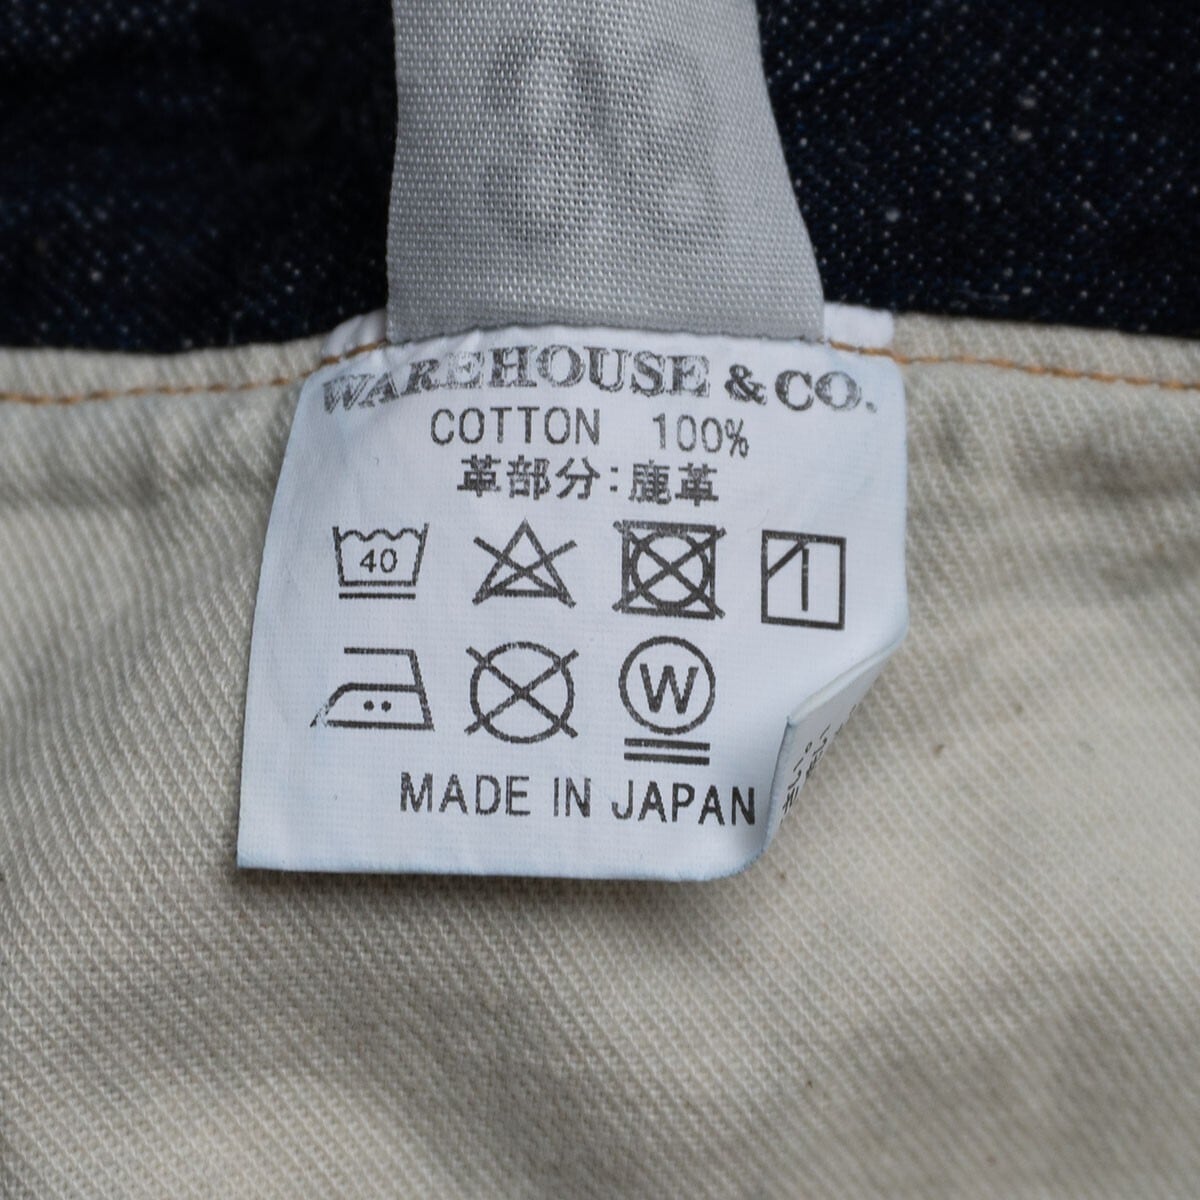 WAREHOUSE & CO.
COTTON 100%
革部分:鹿革
40
W
MADE IN JAPAN